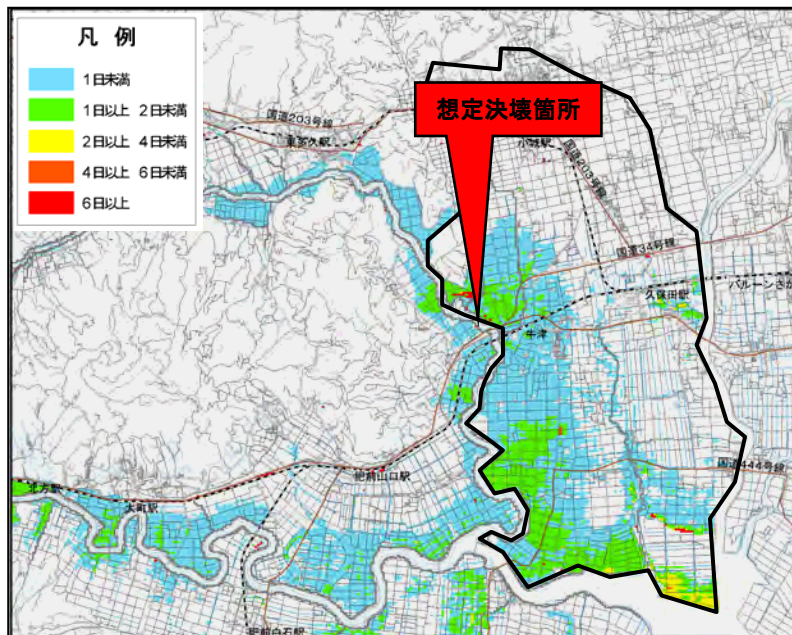 凡 例
1日未満
1日以上 2日未満
2日以上 4日未満
4日以上 6日未満
6日以上
想定決壊箇所
国道203号線
東多久駅
小城駅
国道203号線
国道34号線
久保田駅
バルーンさが
牛津
国道444号線
肥前山口駅
北方駅
大町駅
肥前白石駅